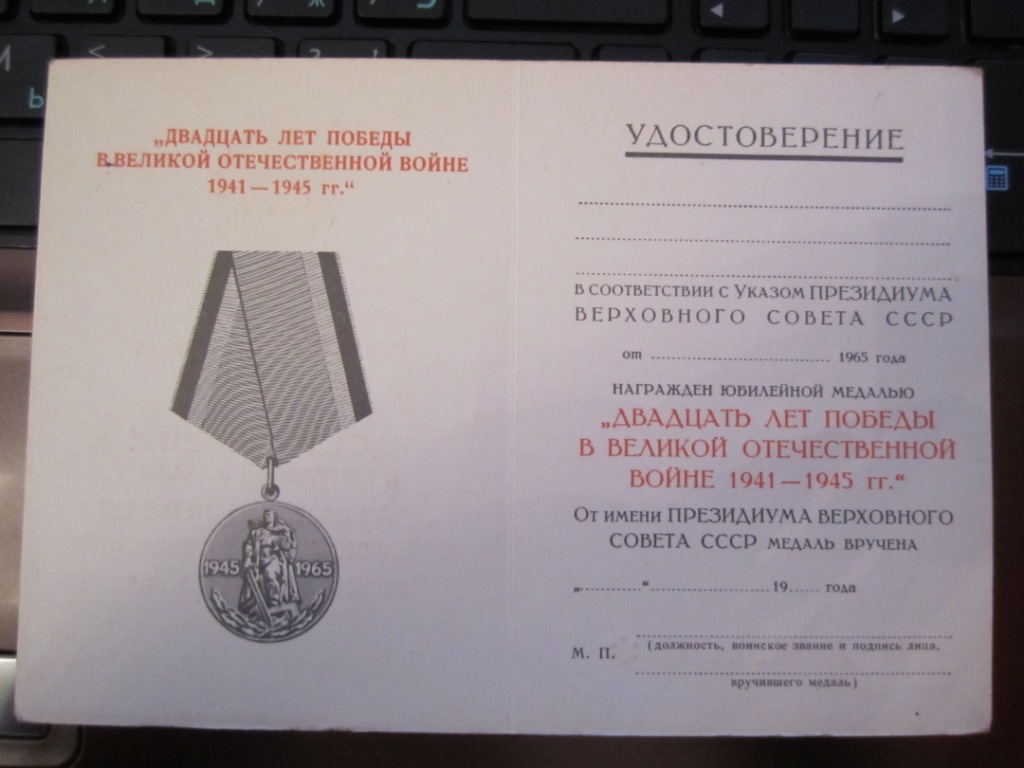 „ДВАДЦАТЬ ЛЕТ ПОБЕДЫ
В ВЕЛИКОЙ ОТЕЧЕСТВЕННОЙ ВОЙНЕ
1941 — 1945 гг.“
1945 1965
УДОСТОВЕРЕНИЕ
В СООТВЕТСТВИИ С УКАЗОМ ПРЕЗИДИУМА
ВЕРХОВНОГО СОВЕТА СССР
от .......... 1965 года
НАГРАЖДЕН ЮБИЛЕЙНОЙ МЕДАЛЬЮ
„ДВАДЦАТЬ ЛЕТ ПОБЕДЫ
В ВЕЛИКОЙ ОТЕЧЕСТВЕННОЙ
ВОЙНЕ 1941 — 1945 гг.“
ОТ ИМЕНИ ПРЕЗИДИУМА ВЕРХОВНОГО
СОВЕТА СССР МЕДАЛЬ ВРУЧЕНА
„..........“.......... 19...... года
М. П.
(должность, воинское звание и подпись лица,
вручившего медаль)